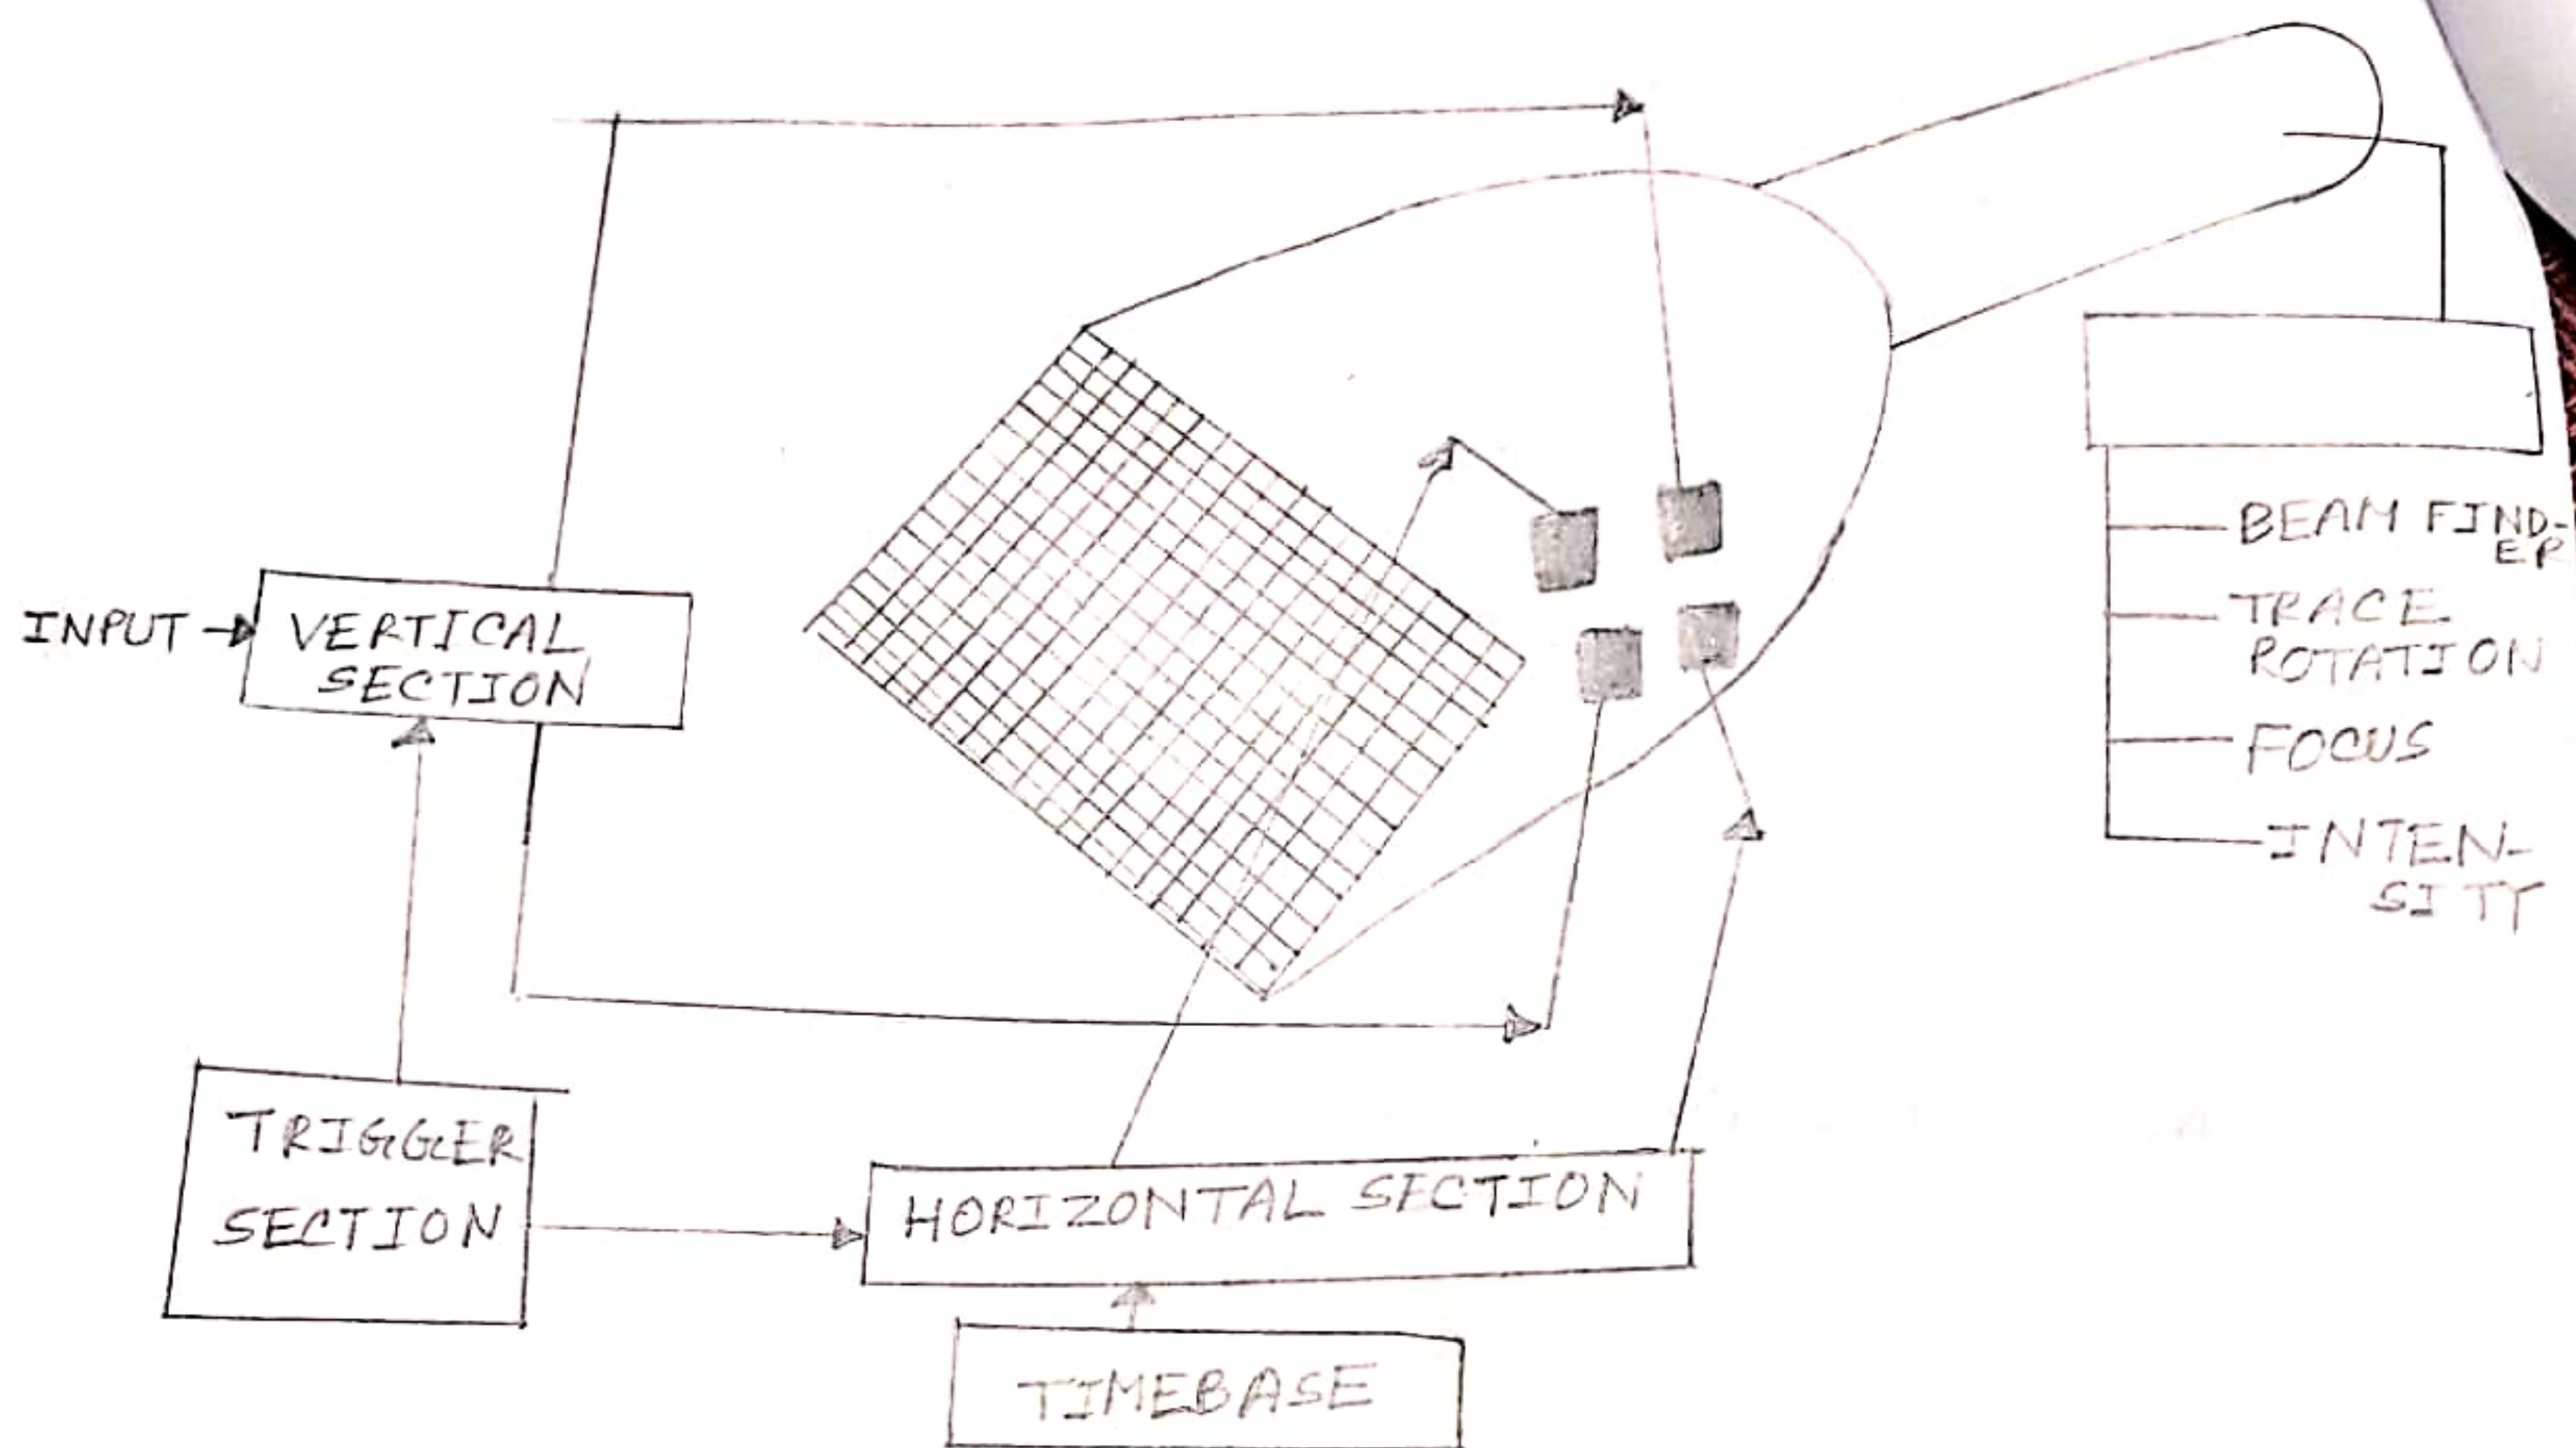 INPUT
VERTICAL
SECTION
BEAM FIND-
ER
TRACE
ROTATION
FOCUS
INTEN-
SITY
TRIGGER
SECTION
HORIZONTAL SECTION
TIMEBASE